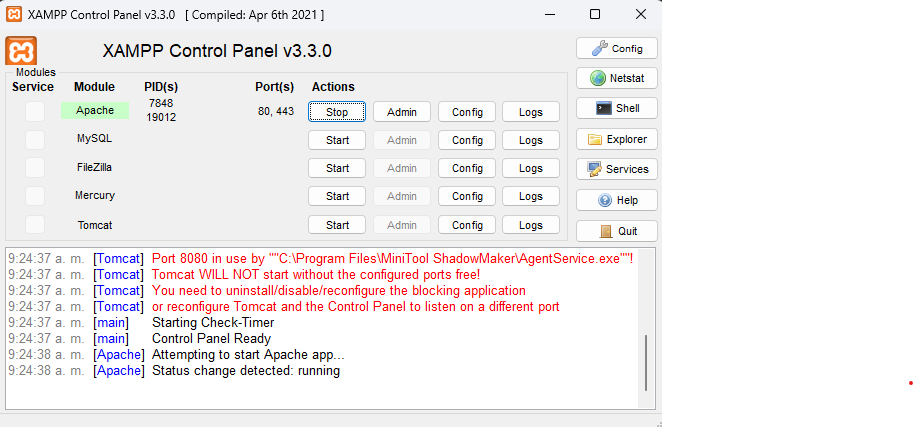 XAMPP Control Panel v3.3.0 [ Compiled: Apr 6th 2021 ]
XAMPP Control Panel v3.3.0
Config
Modules
Service Module PID(s) Port(s) Actions
Netstat
Apache 7848 19012 80, 443 Stop Admin Config Logs
Shell
MySQL Start Admin Config Logs
Explorer
FileZilla Start Admin Config Logs
Services
Mercury Start Admin Config Logs
Help
Tomcat Start Admin Config Logs
Quit
9:24:37 a. m. [Tomcat] Port 8080 in use by ""C:\Program Files\MiniTool ShadowMaker\AgentService.exe""!
9:24:37 a. m. [Tomcat] Tomcat WILL NOT start without the configured ports free!
9:24:37 a. m. [Tomcat] You need to uninstall/disable/reconfigure the blocking application
9:24:37 a. m. [Tomcat] or reconfigure Tomcat and the Control Panel to listen on a different port
9:24:37 a. m. [main] Starting Check-Timer
9:24:37 a. m. [main] Control Panel Ready
9:24:38 a. m. [Apache] Attempting to start Apache app...
9:24:38 a. m. [Apache] Status change detected: running